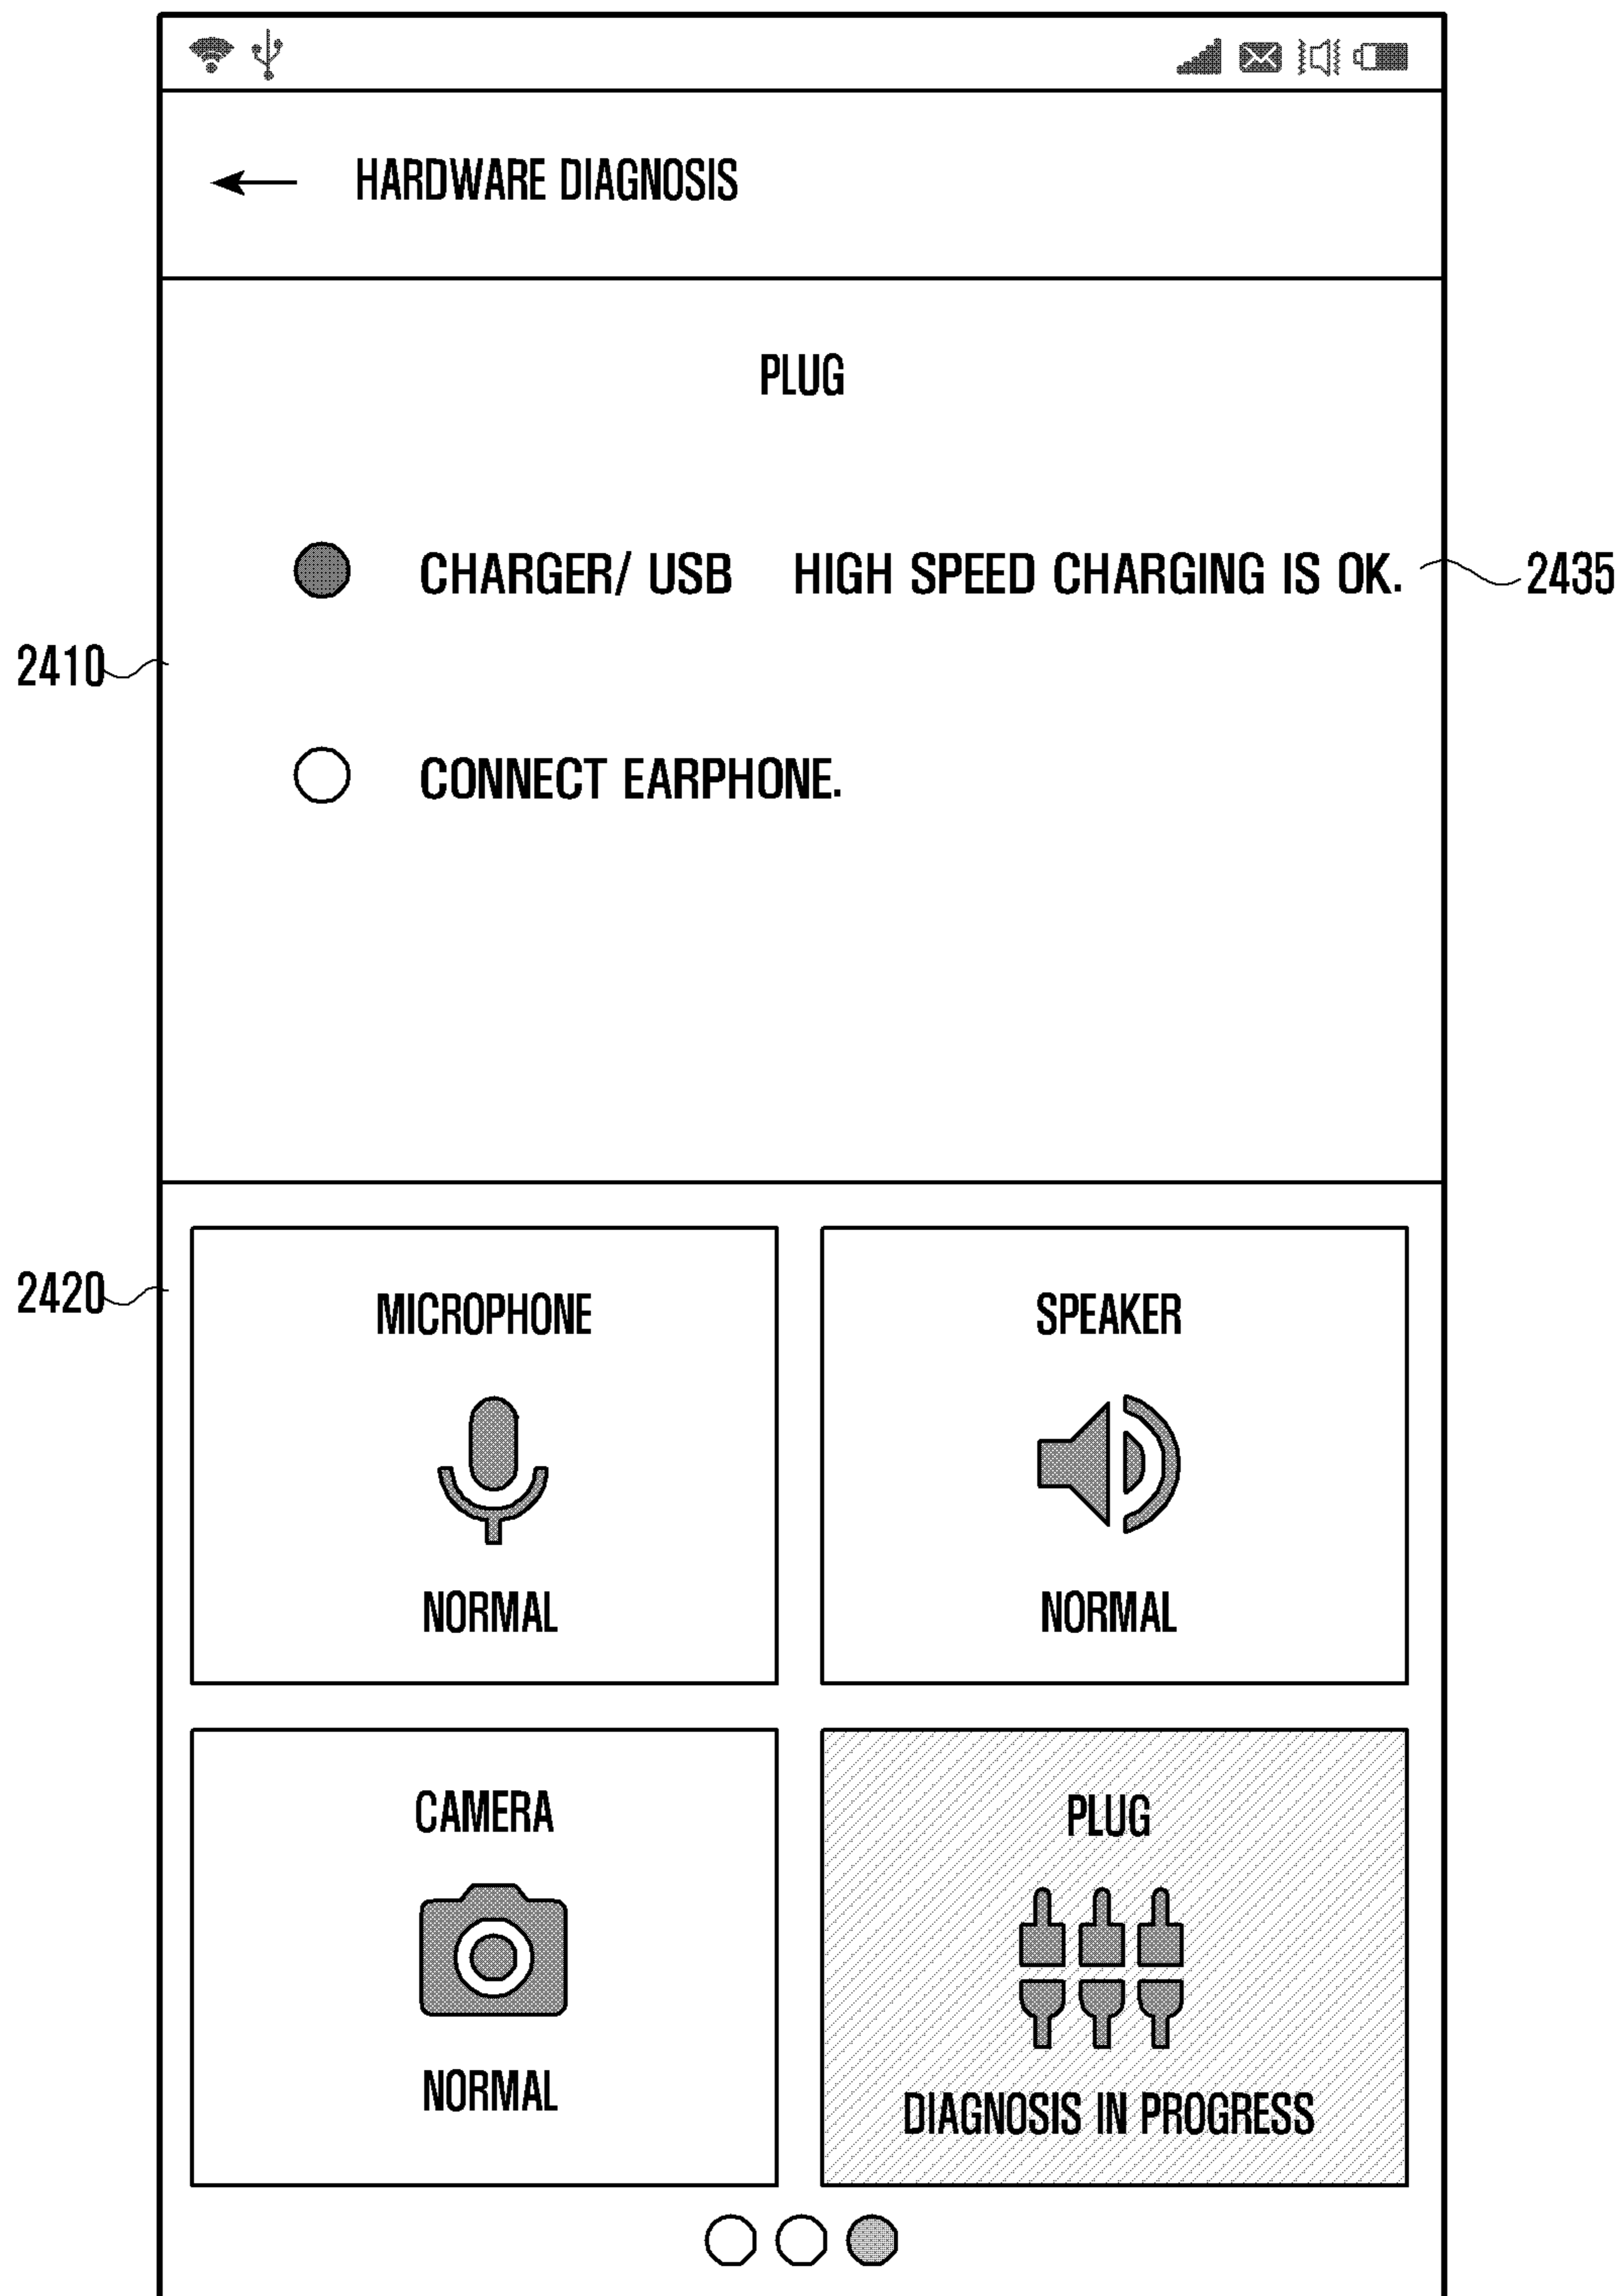 HARDWARE DIAGNOSIS
PLUG
CHARGER/ USB HIGH SPEED CHARGING IS OK. 2435
2410
CONNECT EARPHONE.
2420
MICROPHONE SPEAKER
NORMAL NORMAL
CAMERA PLUG
NORMAL DIAGNOSIS IN PROGRESS